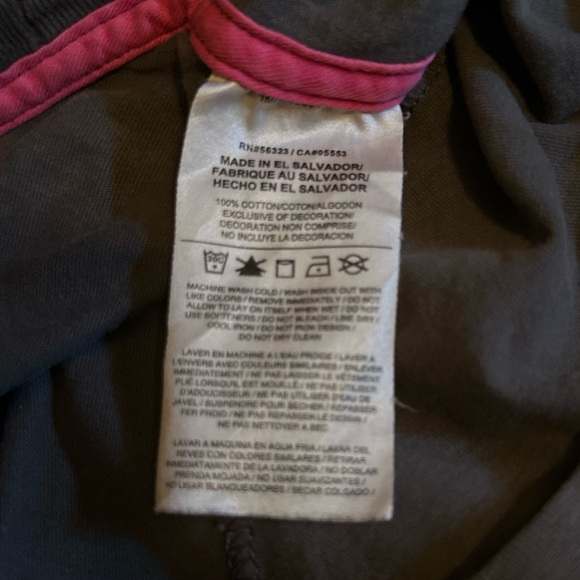 RN#56323 / CA#05553
MADE IN EL SALVADOR/
FABRIQUE AU SALVADOR/
HECHO EN EL SALVADOR
100% COTTON/COTON/ALGODON
EXCLUSIVE OF DECORATION/
DECORATION NON COMPRISE/
NO INCLUYE LA DECORACION
30C
MACHINE WASH COLD / WASH INSIDE OUT WITH
LIKE COLORS / REMOVE IMMEDIATELY / DO NOT
ALLOW TO LAY ON ITSELF WHEN WET / DO NOT
USE SOFTENERS / DO NOT BLEACH / LINE DRY /
COOL IRON / DO NOT IRON DESIGN /
DO NOT DRY CLEAN
LAVER EN MACHINE A L'EAU FROIDE / LAVER A
L'ENVERS AVEC COULEURS SIMILAIRES / ENLEVER
IMMEDIATEMENT / NE PAS LAISSER LE VETEMENT
PLIE LORSQU'IL EST MOUILLE / NE PAS UTILISER
D'ADOUCISSEUR / NE PAS UTILISER D'EAU DE
JAVEL / SUSPENDRE POUR SECHER / REPASSER
FER FROID / NE PAS REPASSER LE DESSIN /
NE PAS NETTOYER A SEC
LAVAR A MAQUINA EN AGUA FRIA / LAVAR DEL
REVES CON COLORES SIMILARES / RETIRAR
INMEDIATAMENTE DE LA LAVADORA / NO DOBLAR
PRENDA MOJADA / NO USAR SUAVIZANTES /
NO USAR BLANQUEADORES / SECAR COLGADO /